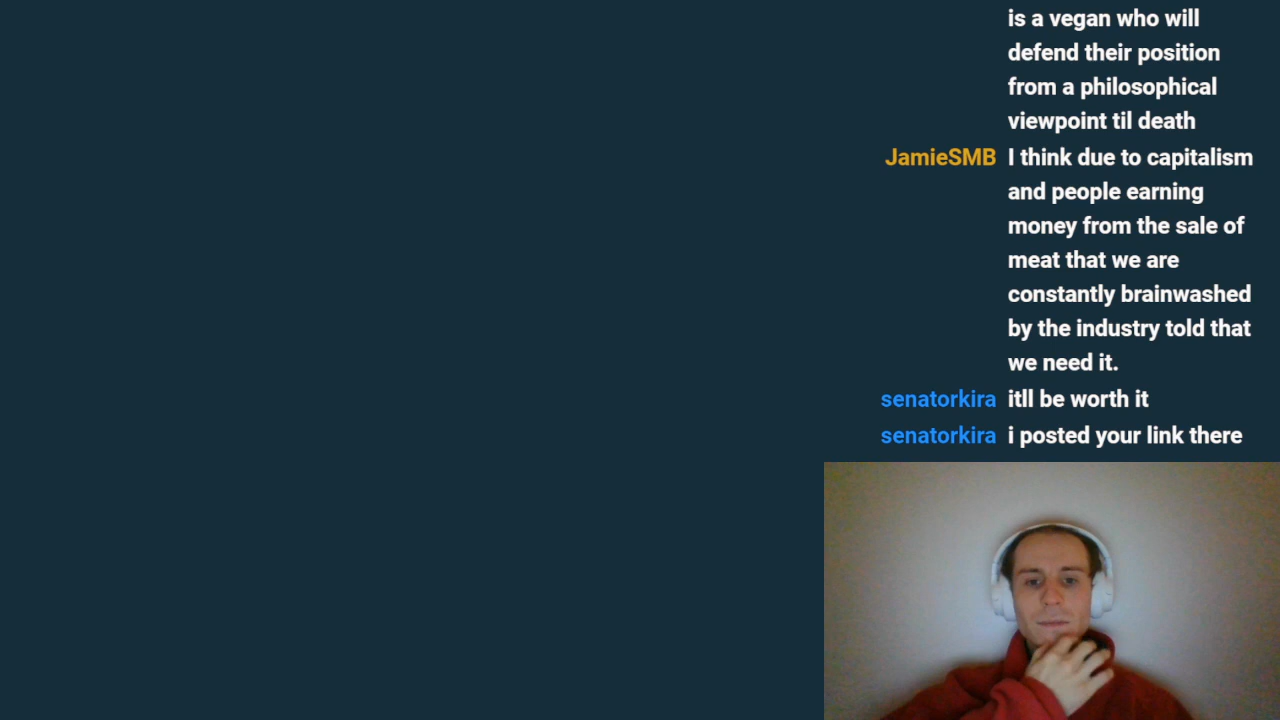 is a vegan who will
defend their position
from a philosophical
viewpoint til death
JamieSMB I think due to capitalism
and people earning
money from the sale of
meat that we are
constantly brainwashed
by the industry told that
we need it.
senatorkira itll be worth it
senatorkira i posted your link there